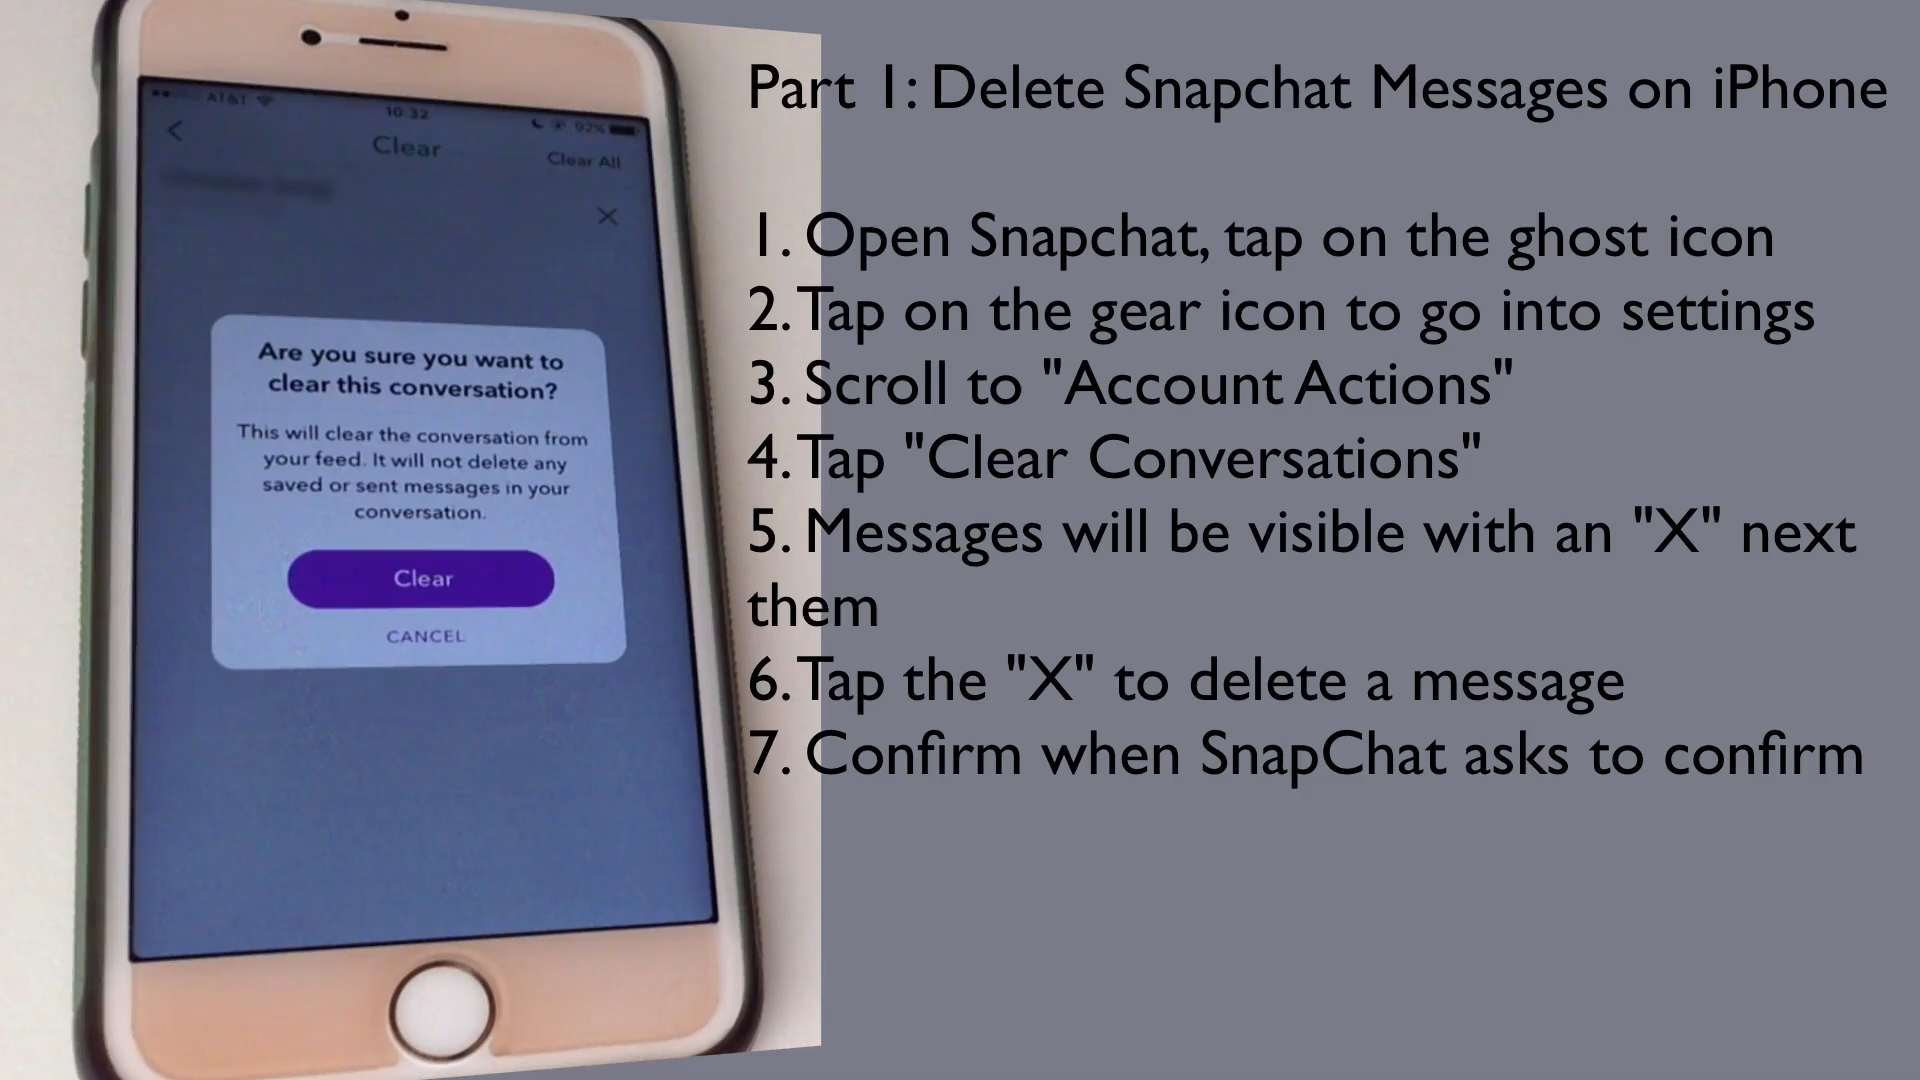 AT&T
10:32
92%
Clear
Clear All
Are you sure you want to
clear this conversation?
This will clear the conversation from
your feed. It will not delete any
saved or sent messages in your
conversation.
Clear
CANCEL
Part 1: Delete Snapchat Messages on iPhone
1. Open Snapchat, tap on the ghost icon
2. Tap on the gear icon to go into settings
3. Scroll to "Account Actions"
4. Tap "Clear Conversations"
5. Messages will be visible with an "X" next
them
6. Tap the "X" to delete a message
7. Confirm when SnapChat asks to confirm